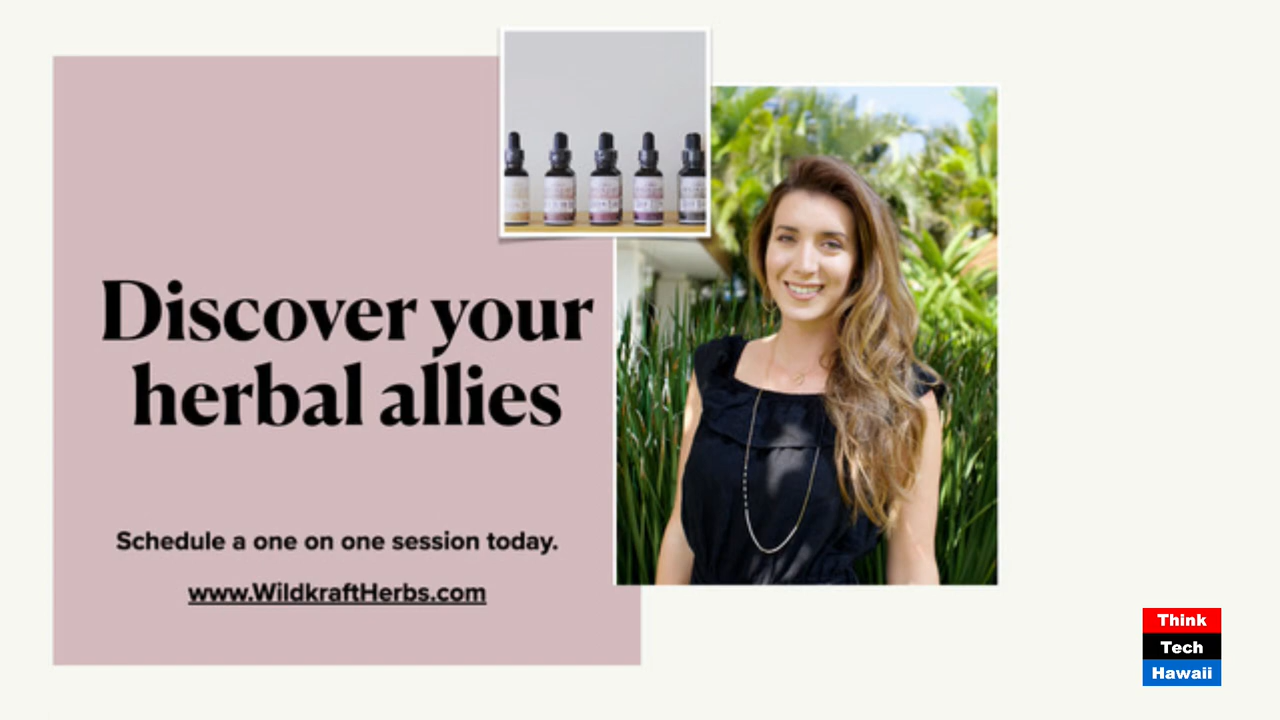 Discover your
herbal allies
Schedule a one on one session today.
www.WildkraftHerbs.com
Think
Tech
Hawaii